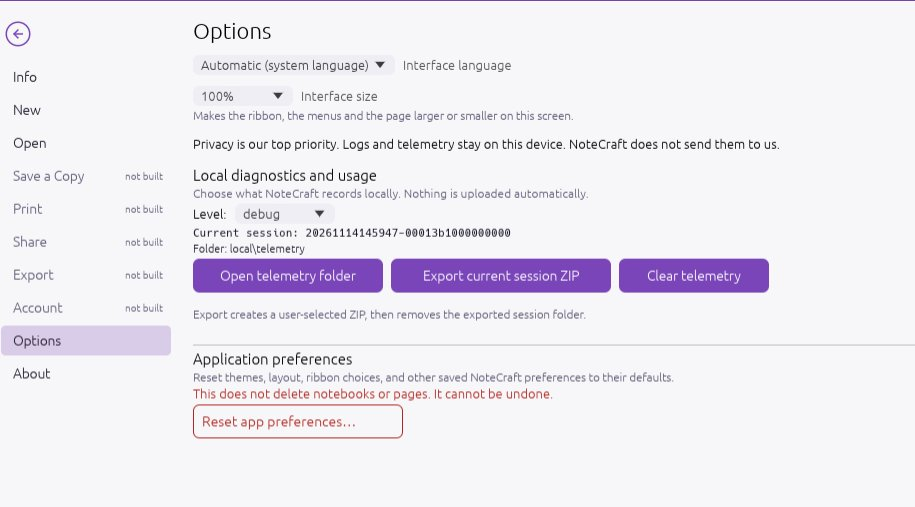 Options
Automatic (system language) Interface language
100% Interface size
Makes the ribbon, the menus and the page larger or smaller on this screen.
Privacy is our top priority. Logs and telemetry stay on this device. NoteCraft does not send them to us.
Local diagnostics and usage
Choose what NoteCraft records locally. Nothing is uploaded automatically.
Level: debug
Current session: 20261114145947-00013b1000000000
Folder: local\telemetry
Open telemetry folder Export current session ZIP Clear telemetry
Export creates a user-selected ZIP, then removes the exported session folder.
Application preferences
Reset themes, layout, ribbon choices, and other saved NoteCraft preferences to their defaults.
This does not delete notebooks or pages. It cannot be undone.
Reset app preferences...
Info
New
Open
Save a Copy not built
Print not built
Share not built
Export not built
Account not built
Options
About